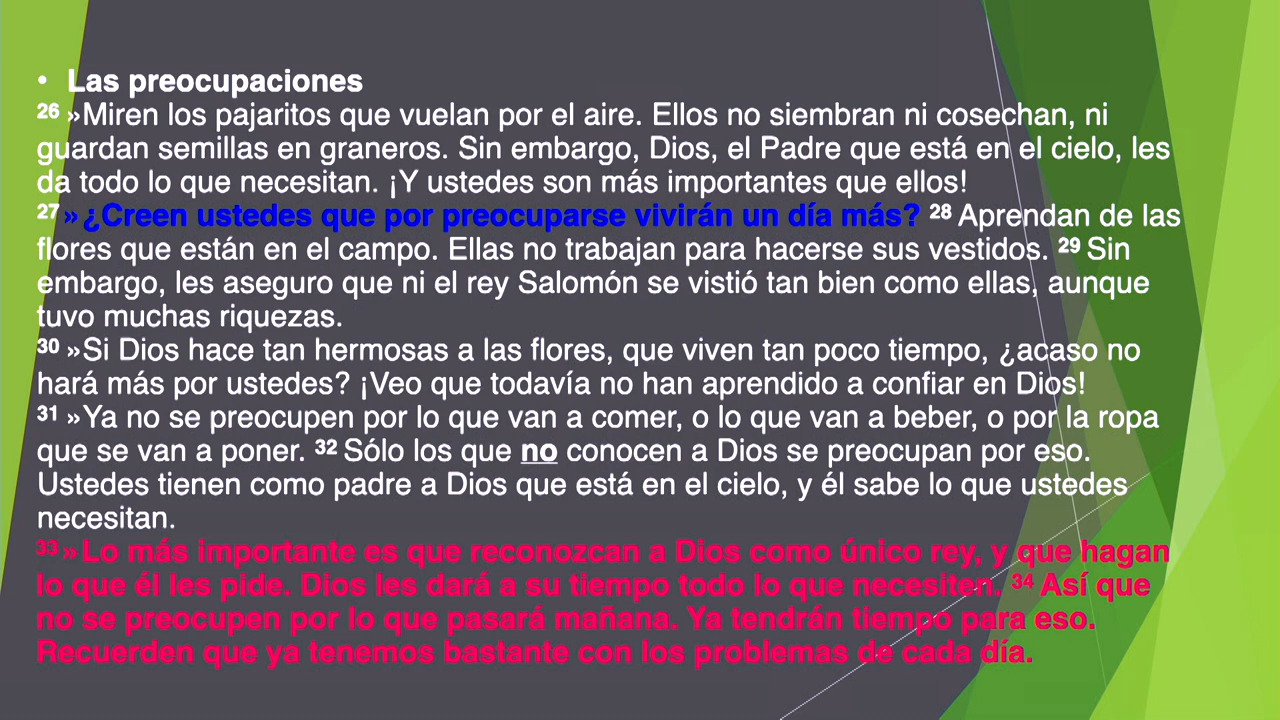 • Las preocupaciones
26 »Miren los pajaritos que vuelan por el aire. Ellos no siembran ni cosechan, ni
guardan semillas en graneros. Sin embargo, Dios, el Padre que está en el cielo, les
da todo lo que necesitan. ¡Y ustedes son más importantes que ellos!
27 » ¿Creen ustedes que por preocuparse vivirán un día más? 28 Aprendan de las
flores que están en el campo. Ellas no trabajan para hacerse sus vestidos. 29 Sin
embargo, les aseguro que ni el rey Salomón se vistió tan bien como ellas, aunque
tuvo muchas riquezas.
30 »Si Dios hace tan hermosas a las flores, que viven tan poco tiempo, ¿acaso no
hará más por ustedes? ¡Veo que todavía no han aprendido a confiar en Dios!
31 »Ya no se preocupen por lo que van a comer, o lo que van a beber, o por la ropa
que se van a poner. 32 Sólo los que no conocen a Dios se preocupan por eso.
Ustedes tienen como padre a Dios que está en el cielo, y él sabe lo que ustedes
necesitan.
33 » Lo más importante es que reconozcan a Dios como único rey, y que hagan
lo que él les pide. Dios les dará a su tiempo todo lo que necesiten. 34 Así que
no se preocupen por lo que pasará mañana. Ya tendrán tiempo para eso.
Recuerden que ya tenemos bastante con los problemas de cada día.